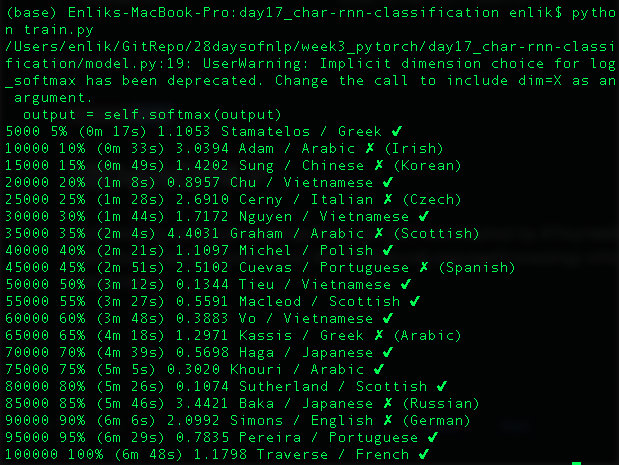 (base) Enliks-MacBook-Pro:day17_char-rnn-classification enlik$ pytho
n train.py
/Users/enlik/GitRepo/28daysofnlp/week3_pytorch/day17_char-rnn-classi
fication/model.py:19: UserWarning: Implicit dimension choice for log
_softmax has been deprecated. Change the call to include dim=X as an
 argument.
  output = self.softmax(output)
5000 5% (0m 17s) 1.1053 Stamatelos / Greek ✓
10000 10% (0m 33s) 3.0394 Adam / Arabic ✗ (Irish)
15000 15% (0m 49s) 1.4202 Sung / Chinese ✗ (Korean)
20000 20% (1m 8s) 0.8957 Chu / Vietnamese ✓
25000 25% (1m 28s) 2.6910 Cerny / Italian ✗ (Czech)
30000 30% (1m 44s) 1.7172 Nguyen / Vietnamese ✓
35000 35% (2m 4s) 4.4031 Graham / Arabic ✗ (Scottish)
40000 40% (2m 21s) 1.1097 Michel / Polish ✓
45000 45% (2m 51s) 2.5102 Cuevas / Portuguese ✗ (Spanish)
50000 50% (3m 12s) 0.1344 Tieu / Vietnamese ✓
55000 55% (3m 27s) 0.5591 Macleod / Scottish ✓
60000 60% (3m 48s) 0.3883 Vo / Vietnamese ✓
65000 65% (4m 18s) 1.2971 Kassis / Greek ✗ (Arabic)
70000 70% (4m 39s) 0.5698 Haga / Japanese ✓
75000 75% (5m 5s) 0.3020 Khouri / Arabic ✓
80000 80% (5m 26s) 0.1074 Sutherland / Scottish ✓
85000 85% (5m 46s) 3.4421 Baka / Japanese ✗ (Russian)
90000 90% (6m 6s) 2.0992 Simons / English ✗ (German)
95000 95% (6m 29s) 0.7835 Pereira / Portuguese ✓
100000 100% (6m 48s) 1.1798 Traverse / French ✓